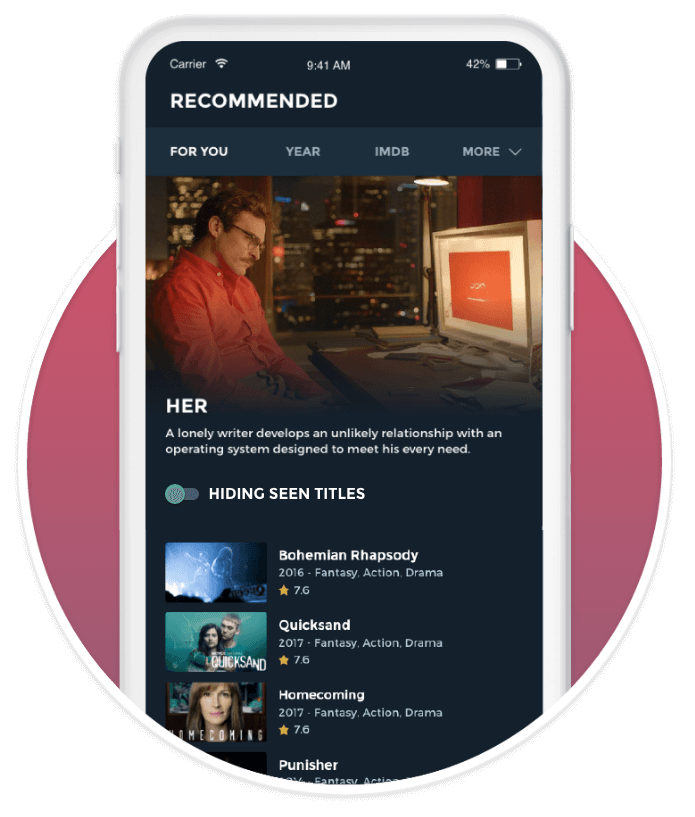 Carrier 9:41 AM 42%
RECOMMENDED
FOR YOU YEAR IMDB MORE
HER
A lonely writer develops an unlikely relationship with an
operating system designed to meet his every need.
HIDING SEEN TITLES
Bohemian Rhapsody
2016 - Fantasy, Action, Drama
7.6
QUICKSAND
Quicksand
2017 - Fantasy, Action, Drama
7.6
HOMECOMING
Homecoming
2017 - Fantasy, Action, Drama
7.6
Punisher
Fantasy, Action, Drama